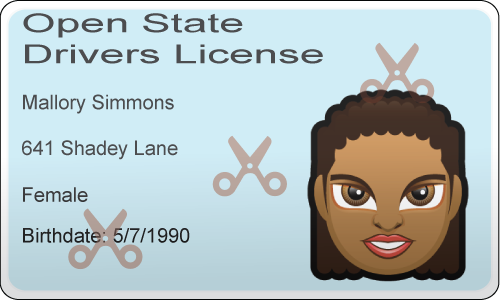 Open State
Drivers License
Mallory Simmons
641 Shadey Lane
Female
Birthdate: 5/7/1990